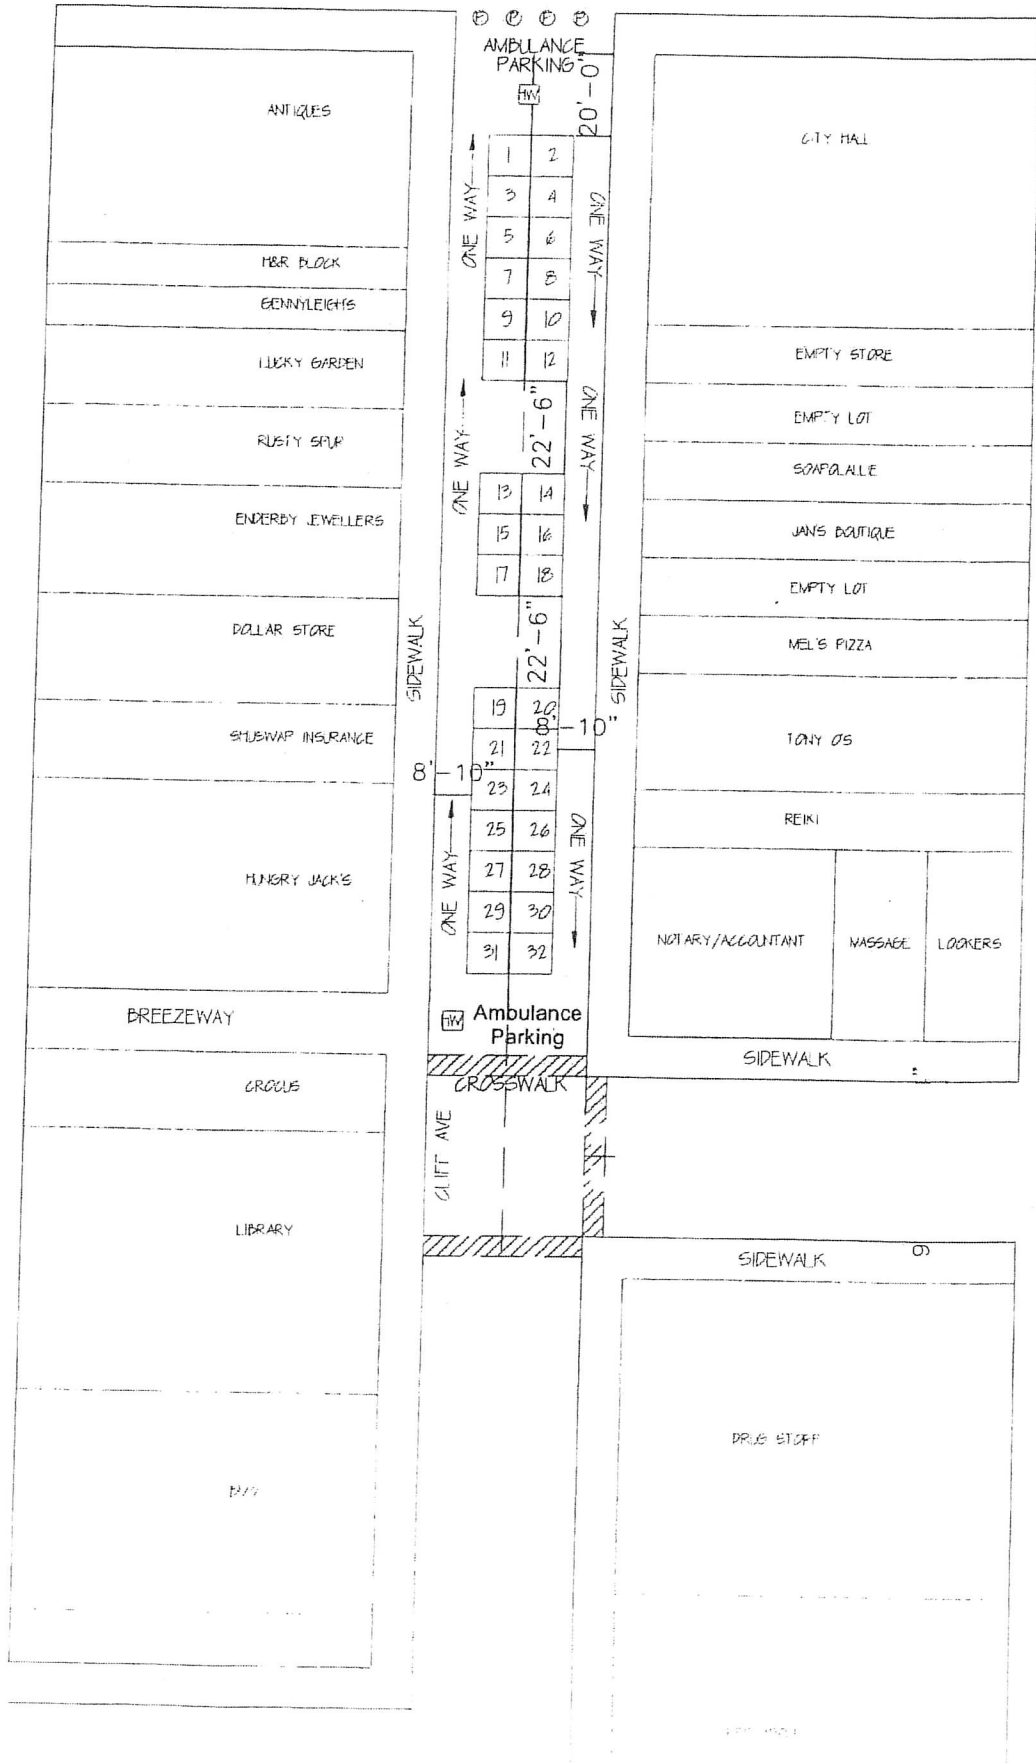 P P P P
AMBULANCE
PARKING
HW
20'-0"
ANTIQUES
CITY HALL
1 2
3 4
5 6
7 8
9 10
11 12
ONE WAY
ONE WAY
H&R BLOCK
GENNYLEIGHS
LUCKY GARDEN
RUSTY SPUR
ENDERBY JEWELLERS
DOLLAR STORE
SHUSWAP INSURANCE
HUNGRY JACK'S
EMPTY STORE
EMPTY LOT
SOAPOLALLIE
JAN'S BOUTIQUE
EMPTY LOT
MEL'S PIZZA
TONY OS
REIKI
NOTARY/ACCOUNTANT
MASSAGE
LOOKERS
ONE WAY
22'-6"
ONE WAY
13 14
15 16
17 18
22'-6"
SIDEWALK
SIDEWALK
19 20
8'-10"
21 22
8'-10"
23 24
25 26
27 28
29 30
31 32
ONE WAY
ONE WAY
BREEZEWAY
HW
Ambulance
Parking
SIDEWALK
CROSSWALK
CROCUS
CLIFF AVE
LIBRARY
SIDEWALK
6
DRUG STORE